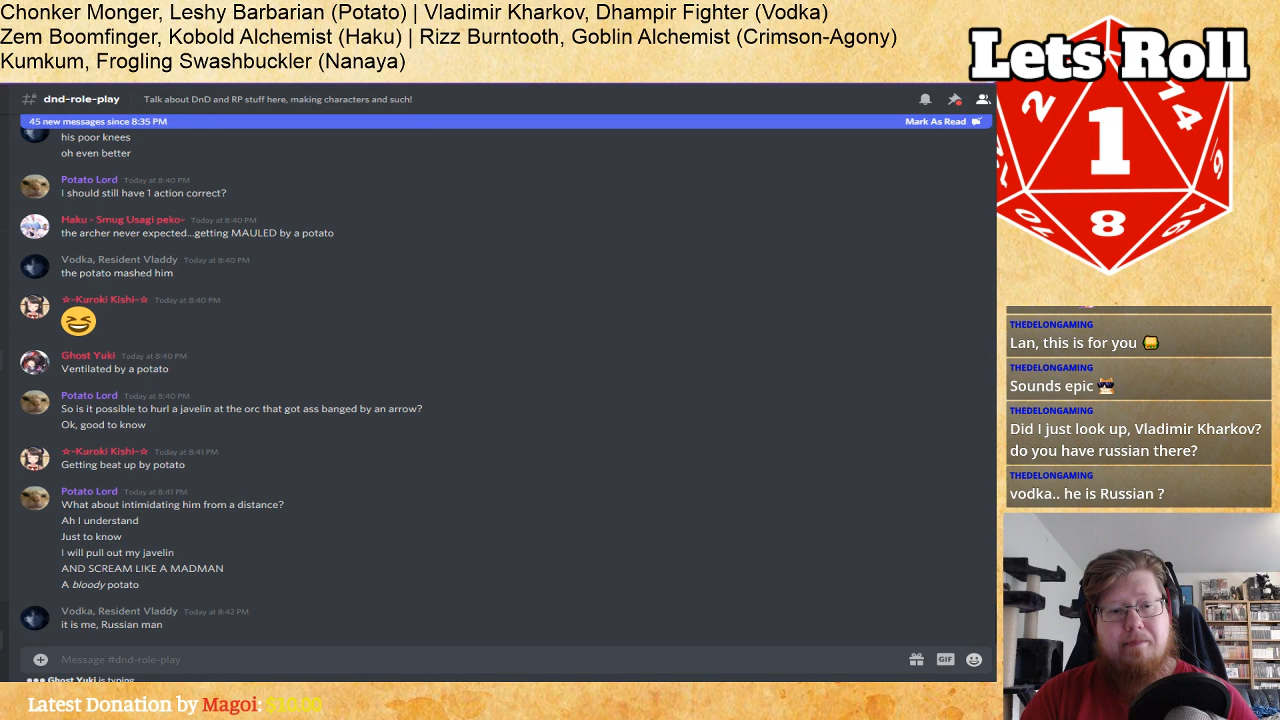 Chonker Monger, Leshy Barbarian (Potato) | Vladimir Kharkov, Dhampir Fighter (Vodka)
Zem Boomfinger, Kobold Alchemist (Haku) | Rizz Burntooth, Goblin Alchemist (Crimson-Agony)
Kumkum, Frogling Swashbuckler (Nanaya)
Lets Roll
2
14
1
8
dnd-role-play Talk about DnD and RP stuff here, making characters and such!
45 new messages since 8:35 PM Mark As Read
his poor knees
oh even better
Potato Lord Today at 8:40 PM
I should still have 1 action correct?
Haku - Smug Usagi peko~ Today at 8:40 PM
the archer never expected...getting MAULED by a potato
Vodka, Resident Vladdy Today at 8:40 PM
the potato mashed him
☆~Kuroki Kishi~☆ Today at 8:40 PM
Ghost Yuki Today at 8:40 PM
Ventilated by a potato
Potato Lord Today at 8:40 PM
So is it possible to hurl a javelin at the orc that got ass banged by an arrow?
Ok, good to know
☆~Kuroki Kishi~☆ Today at 8:41 PM
Getting beat up by potato
Potato Lord Today at 8:41 PM
What about intimidating him from a distance?
Ah I understand
Just to know
I will pull out my javelin
AND SCREAM LIKE A MADMAN
A bloody potato
Vodka, Resident Vladdy Today at 8:42 PM
it is me, Russian man
Message #dnd-role-play
GIF
Ghost Yuki is typing
THEDELONGAMING
Lan, this is for you
THEDELONGAMING
Sounds epic
THEDELONGAMING
Did I just look up, Vladimir Kharkov?
do you have russian there?
THEDELONGAMING
vodka.. he is Russian ?
Latest Donation by Magoi: